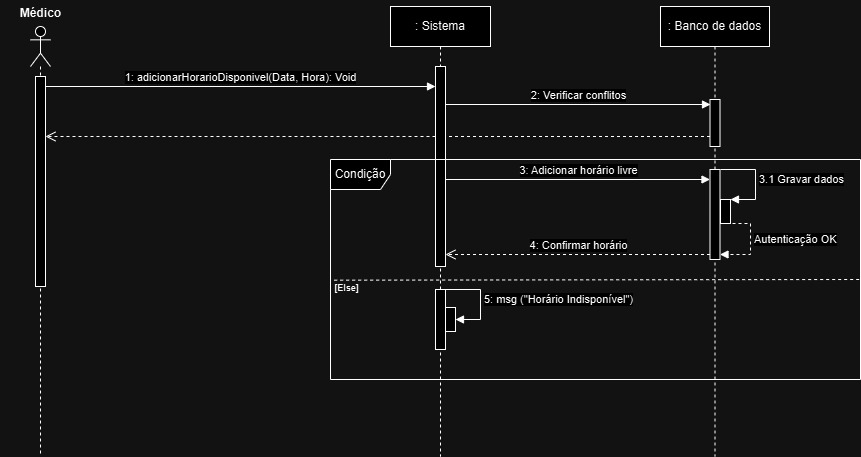 Médico
: Sistema
: Banco de dados
1: adicionarHorarioDisponivel(Data, Hora): Void
2: Verificar conflitos
Condição
3: Adicionar horário livre
3.1 Gravar dados
Autenticação OK
4: Confirmar horário
[Else]
5: msg ("Horário Indisponível")